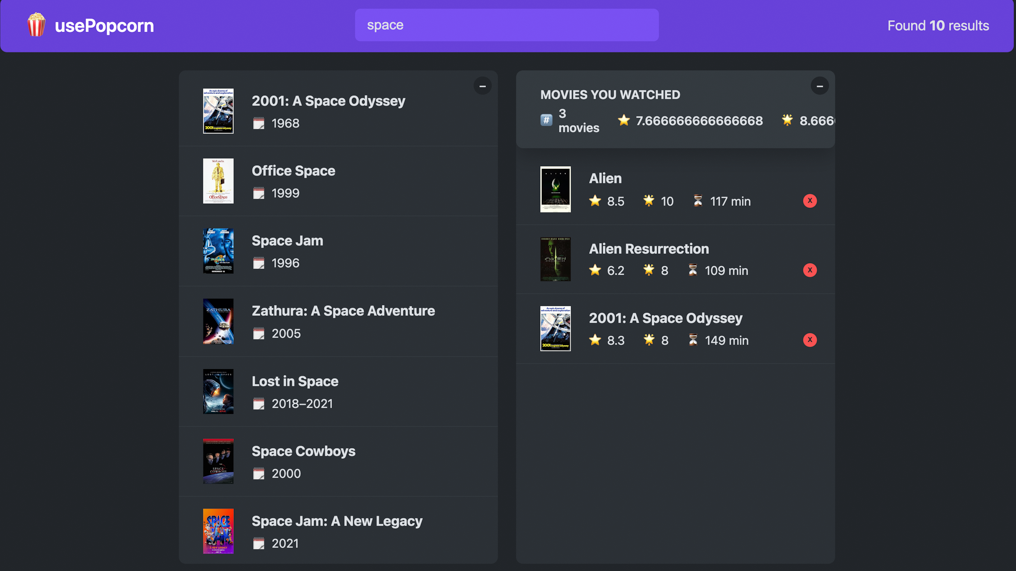 usePopcorn
space
Found 10 results
2001: A Space Odyssey
1968
Office Space
1999
Space Jam
1996
Zathura: A Space Adventure
2005
Lost in Space
2018–2021
Space Cowboys
2000
Space Jam: A New Legacy
2021
MOVIES YOU WATCHED
# 3 movies 7.666666666666668 8.666
Alien
8.5 10 117 min X
Alien Resurrection
6.2 8 109 min X
2001: A Space Odyssey
8.3 8 149 min X